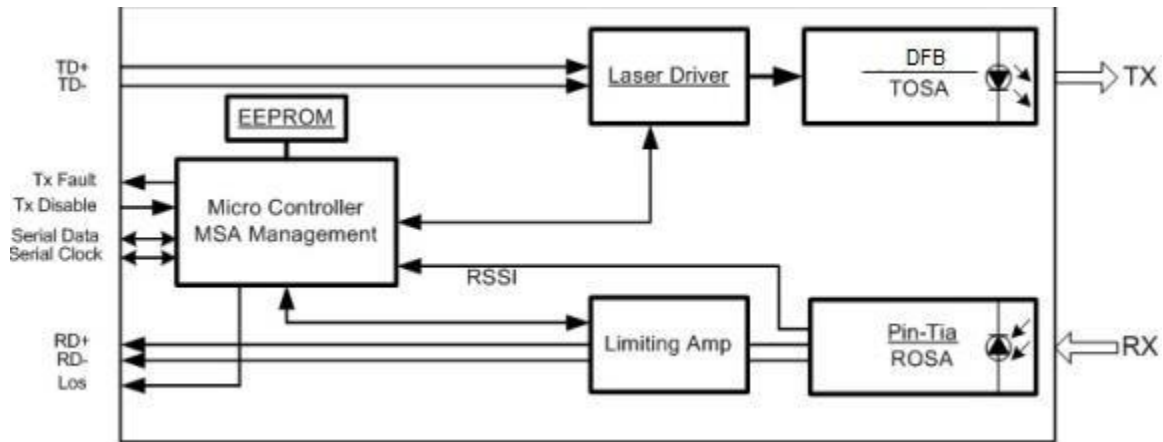 TD+
TD-
Laser Driver
DFB
TOSA
TX
EEPROM
Tx Fault
Tx Disable
Serial Data
Serial Clock
Micro Controller
MSA Management
RSSI
RD+
RD-
Los
Limiting Amp
Pin-Tia
ROSA
RX